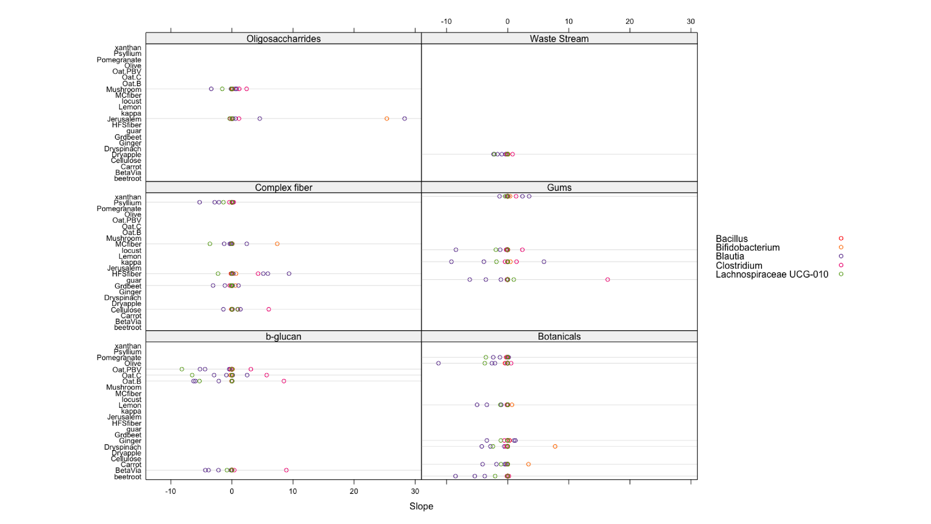 -10 0 10 20 30
Oligosaccharides Waste Stream
xanthan
Psyllium
Pomegranate
Olive
Oat.PBV
Oat.C
Oat.B
Mushroom
MCfiber
locust
Lemon
kappa
Jerusalem
HFSfiber
guar
Grdbeet
Ginger
Dryspinach
Dryapple
Cellulose
Carrot
BetaVia
beetroot
Complex fiber Gums
xanthan
Psyllium
Pomegranate
Olive
Oat.PBV
Oat.C
Oat.B
Mushroom
MCfiber
locust
Lemon
kappa
Jerusalem
HFSfiber
guar
Grdbeet
Ginger
Dryspinach
Dryapple
Cellulose
Carrot
BetaVia
beetroot
b-glucan Botanicals
xanthan
Psyllium
Pomegranate
Olive
Oat.PBV
Oat.C
Oat.B
Mushroom
MCfiber
locust
Lemon
kappa
Jerusalem
HFSfiber
guar
Grdbeet
Ginger
Dryspinach
Dryapple
Cellulose
Carrot
BetaVia
beetroot
-10 0 10 20 30
Slope
Bacillus
Bifidobacterium
Blautia
Clostridium
Lachnospiraceae UCG-010